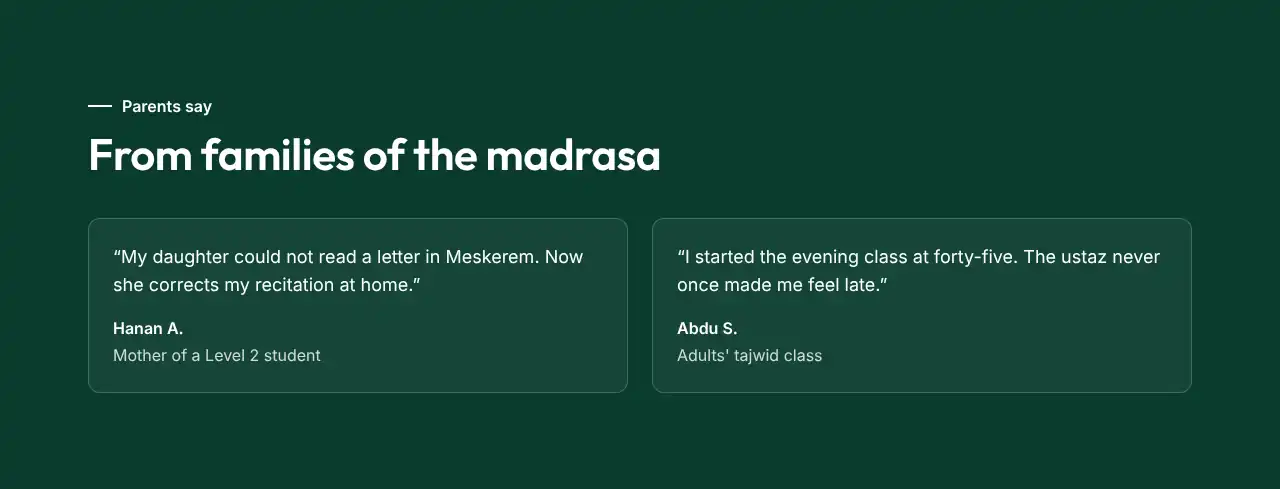 Parents say
From families of the madrasa
“My daughter could not read a letter in Meskerem. Now
she corrects my recitation at home.”
Hanan A.
Mother of a Level 2 student
“I started the evening class at forty-five. The ustaz never
once made me feel late.”
Abdu S.
Adults' tajwid class